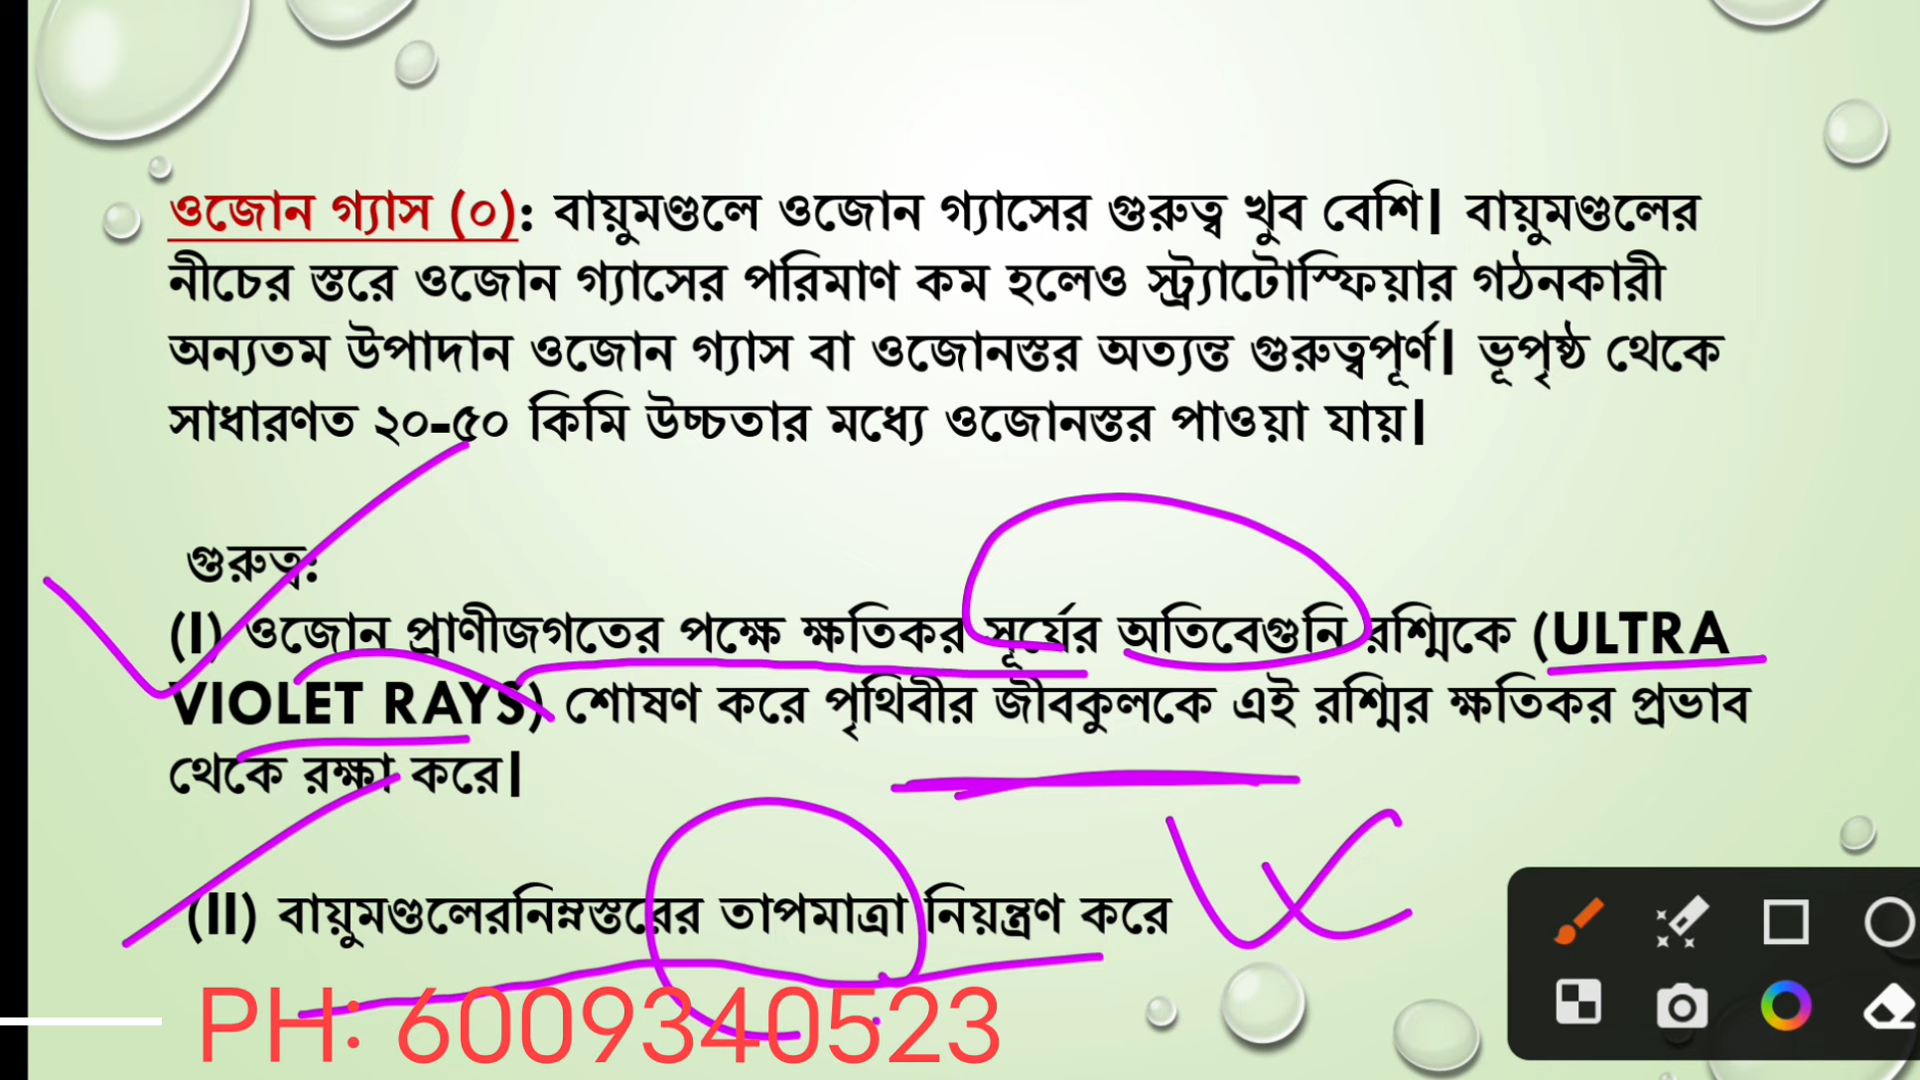 ওজোন গ্যাস (০): বায়ুমণ্ডলে ওজোন গ্যাসের গুরুত্ব খুব বেশি| বায়ুমণ্ডলের
নীচের স্তরে ওজোন গ্যাসের পরিমাণ কম হলেও স্ট্র্যাটোস্ফিয়ার গঠনকারী
অন্যতম উপাদান ওজোন গ্যাস বা ওজোনস্তর অত্যন্ত গুরুত্বপূর্ণ| ভূপৃষ্ঠ থেকে
সাধারণত ২০-৫০ কিমি উচ্চতার মধ্যে ওজোনস্তর পাওয়া যায়|
গুরুত্ব:
(I) ওজোন প্রাণীজগতের পক্ষে ক্ষতিকর সূর্যের অতিবেগুনি রশ্মিকে (ULTRA
VIOLET RAYS) শোষণ করে পৃথিবীর জীবকুলকে এই রশ্মির ক্ষতিকর প্রভাব
থেকে রক্ষা করে|
(II) বায়ুমণ্ডলেরনিম্নস্তরের তাপমাত্রা নিয়ন্ত্রণ করে
PH: 6009340523